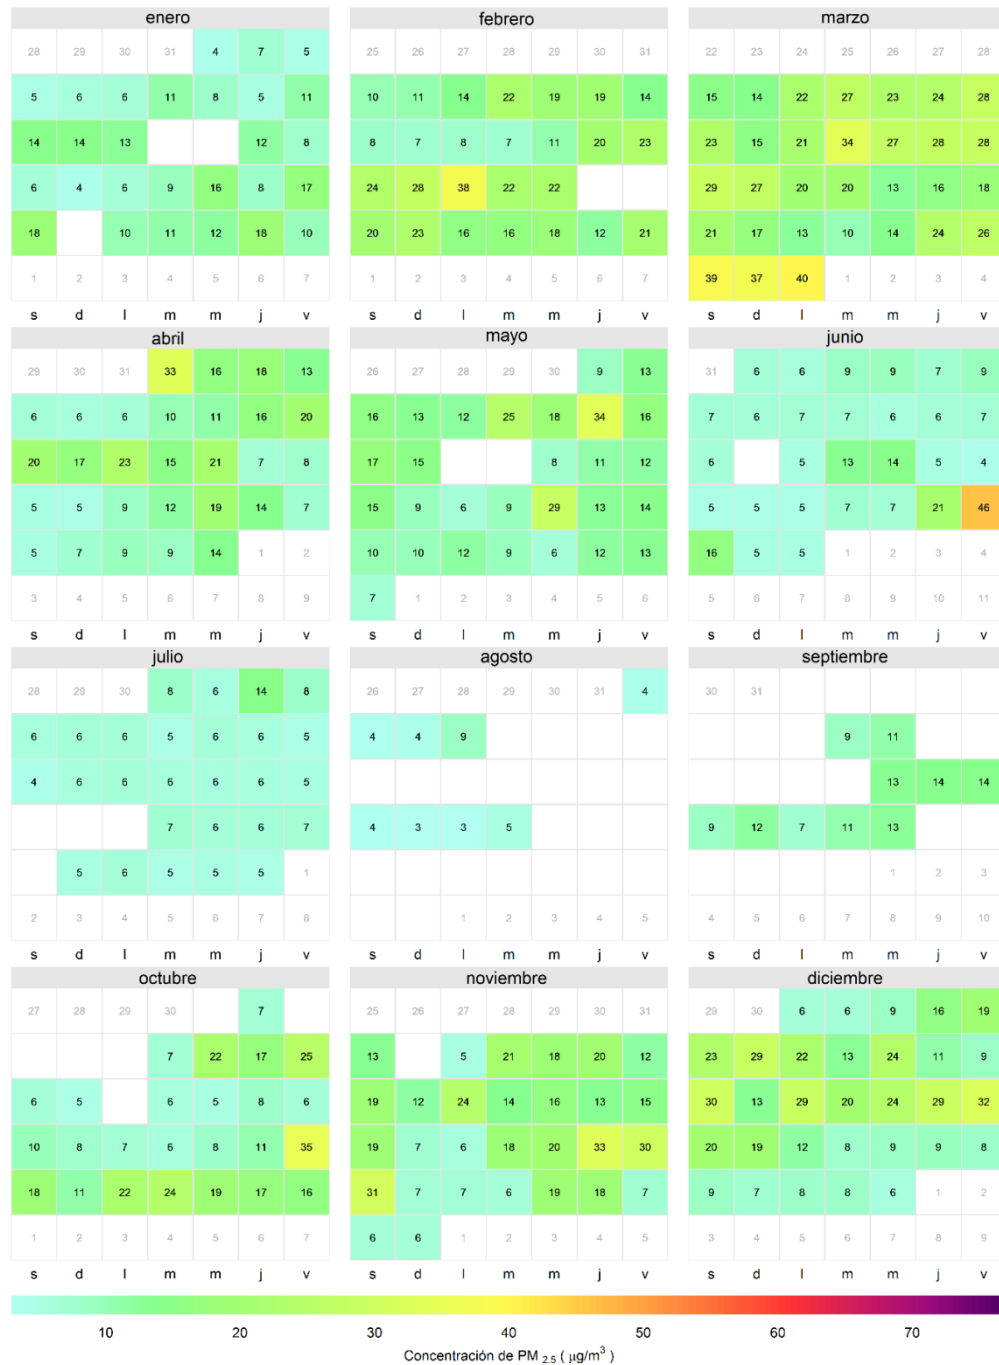 enero febrero marzo
28 29 30 31 4 7 5 25 26 27 28 29 30 31 22 23 24 25 26 27 28
5 6 6 11 8 5 11 10 11 14 22 19 19 14 15 14 22 27 23 24 28
14 14 13 12 8 8 7 7 7 11 20 23 23 15 21 34 27 28 28
6 4 6 9 16 8 17 24 28 38 22 22 29 27 20 20 13 16 18
18 10 11 12 18 10 20 23 16 16 18 12 21 21 17 13 10 14 24 26
1 2 3 4 5 6 7 1 2 3 4 5 6 7 39 37 40 1 2 3 4
s d l m m j v s d l m m j v s d l m m j v
abril mayo junio
29 30 31 33 16 18 13 26 27 28 29 30 9 13 31 6 6 9 9 7 9
6 6 6 10 11 16 20 16 13 12 25 18 34 16 7 6 7 7 6 6 7
20 17 23 15 21 7 8 17 15 8 11 12 6 5 13 14 5 4
5 5 9 12 19 14 7 15 9 6 9 29 13 14 5 5 5 7 7 21 46
5 7 9 9 14 1 2 10 10 12 9 6 12 13 16 5 5 1 2 3 4
3 4 5 6 7 8 9 7 1 2 3 4 5 6 5 6 7 8 9 10 11
s d l m m j v s d l m m j v s d l m m j v
julio agosto septiembre
28 29 30 8 6 14 8 26 27 28 29 30 31 4 30 31
6 6 6 5 6 6 5 4 4 9 9 11
4 6 6 6 6 6 5 13 14 14
7 6 6 7 4 3 3 5 9 12 7 11 13
5 6 5 5 5 1 1 2 3
2 3 4 5 6 7 8 1 2 3 4 5 4 5 6 7 8 9 10
s d l m m j v s d l m m j v s d l m m j v
octubre noviembre diciembre
27 28 29 30 7 25 26 27 28 29 30 31 29 30 6 6 9 16 19
7 22 17 25 13 5 21 18 20 12 23 29 22 13 24 11 9
6 5 6 5 8 6 19 12 24 14 16 13 15 30 13 29 20 24 29 32
10 8 7 6 8 11 35 19 7 6 18 20 33 30 20 19 12 8 9 9 8
18 11 22 24 19 17 16 31 7 7 6 19 18 7 9 7 8 8 6 1 2
1 2 3 4 5 6 7 6 6 1 2 3 4 5 3 4 5 6 7 8 9
s d l m m j v s d l m m j v s d l m m j v
10 20 30 40 50 60 70
Concentración de PM 2.5 ( µg/m³ )